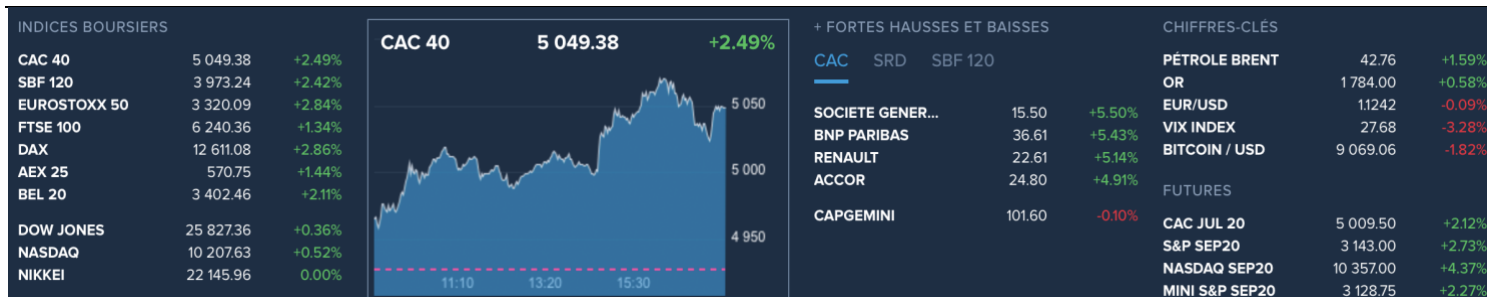 INDICES BOURSIERS
CAC 40 5 049.38 +2.49%
SBF 120 3 973.24 +2.42%
EUROSTOXX 50 3 320.09 +2.84%
FTSE 100 6 240.36 +1.34%
DAX 12 611.08 +2.86%
AEX 25 570.75 +1.44%
BEL 20 3 402.46 +2.11%
DOW JONES 25 827.36 +0.36%
NASDAQ 10 207.63 +0.52%
NIKKEI 22 145.96 0.00%
CAC 40 5 049.38 +2.49%
5 050
5 000
4 950
11:10 13:20 15:30
+ FORTES HAUSSES ET BAISSES
CAC SRD SBF 120
SOCIETE GENER... 15.50 +5.50%
BNP PARIBAS 36.61 +5.43%
RENAULT 22.61 +5.14%
ACCOR 24.80 +4.91%
CAPGEMINI 101.60 -0.10%
CHIFFRES-CLÉS
PÉTROLE BRENT 42.76 +1.59%
OR 1 784.00 +0.58%
EUR/USD 1.1242 -0.09%
VIX INDEX 27.68 -3.28%
BITCOIN / USD 9 069.06 -1.82%
FUTURES
CAC JUL 20 5 009.50 +2.12%
S&P SEP20 3 143.00 +2.73%
NASDAQ SEP20 10 357.00 +4.37%
MINI S&P SEP20 3 128.75 +2.27%